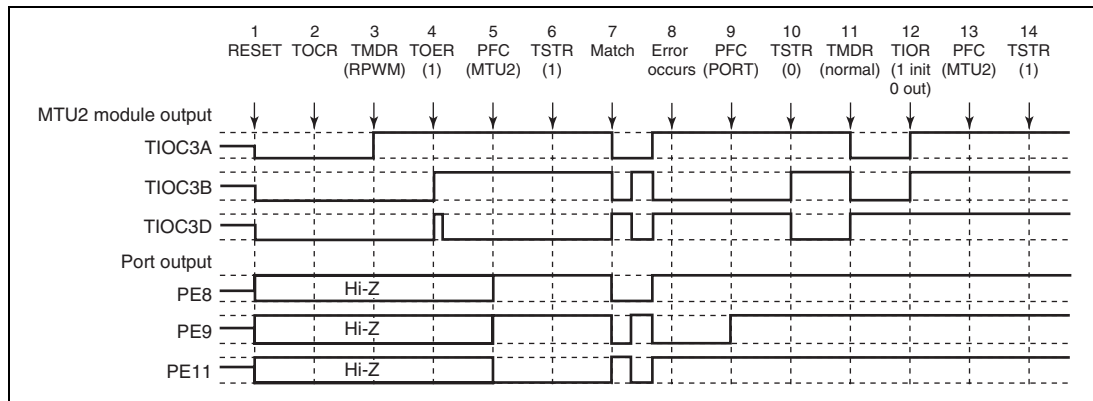 1 2 3 4 5 6 7 8 9 10 11 12 13 14
RESET TOCR TMDR TOER PFC TSTR Match Error PFC TSTR TMDR TIOR PFC TSTR
(RPWM) (1) (MTU2) (1) occurs (PORT) (0) (normal) (1 init (MTU2) (1)
0 out)
MTU2 module output
TIOC3A
TIOC3B
TIOC3D
Port output
PE8 Hi-Z
PE9 Hi-Z
PE11 Hi-Z